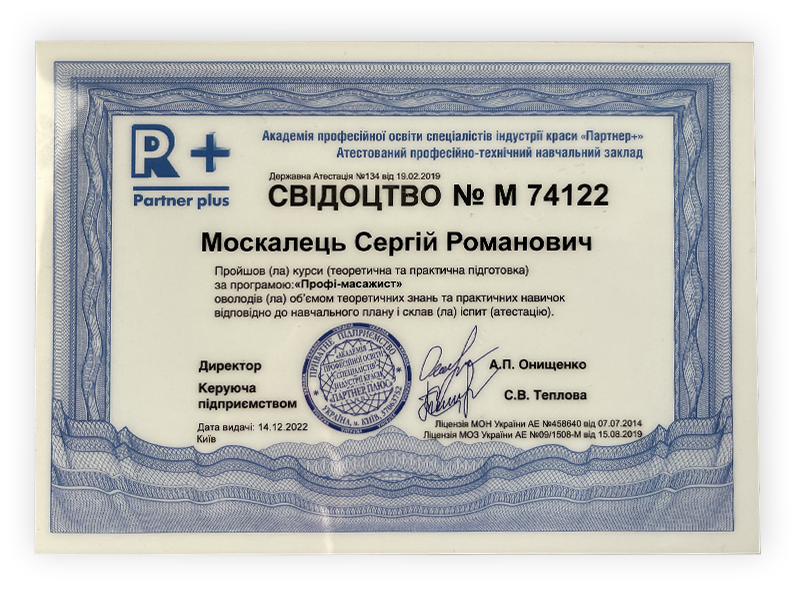 R+
Partner plus
Академія професійної освіти спеціалістів індустрії краси «Партнер+»
Атестований професійно-технічний навчальний заклад
Державна Атестація №134 від 19.02.2019
СВІДОЦТВО № М 74122
Москалець Сергій Романович
Пройшов (ла) курси (теоретична та практична підготовка)
за програмою:«Профі-масажист»
оволодів (ла) об’ємом теоретичних знань та практичних навичок
відповідно до навчального плану і склав (ла) іспит (атестацію).
Директор
А.П. Онищенко
Керуюча
підприємством
С.В. Теплова
ПРИВАТНЕ ПІДПРИЄМСТВО
«АКАДЕМІЯ
ПРОФЕСІЙНОЇ ОСВІТИ
СПЕЦІАЛІСТІВ
ІНДУСТРІЇ КРАСИ
«ПАРТНЕР ПЛЮС»
УКРАЇНА, м. КИЇВ,
Дата видачі: 14.12.2022
Київ
Ліцензія МОН України АЕ №458640 від 07.07.2014
Ліцензія МОЗ України АЕ №09/1508-М від 15.08.2019